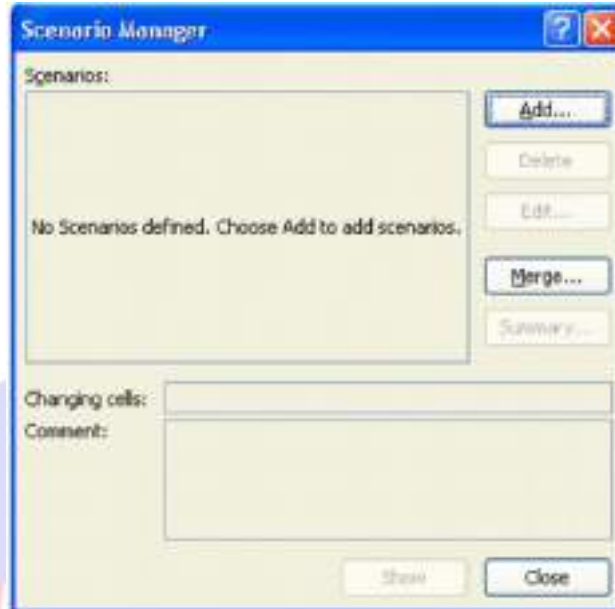 Scenario Manager
Scenarios:
Add...
Delete
Edit...
No Scenarios defined. Choose Add to add scenarios.
Merge...
Summary...
Changing cells:
Comment:
Show
Close